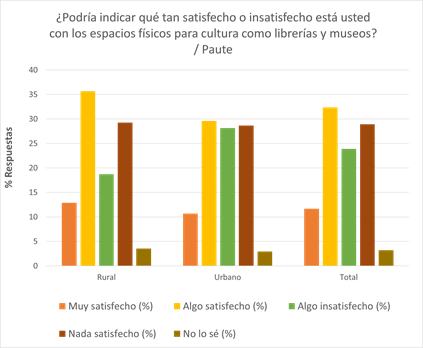 ¿Podría indicar qué tan satisfecho o insatisfecho está usted
con los espacios físicos para cultura como librerías y museos?
/ Paute
40
35
30
25
20
15
10
5
0
% Respuestas
Rural Urbano Total
Muy satisfecho (%) Algo satisfecho (%) Algo insatisfecho (%)
Nada satisfecho (%) No lo sé (%)